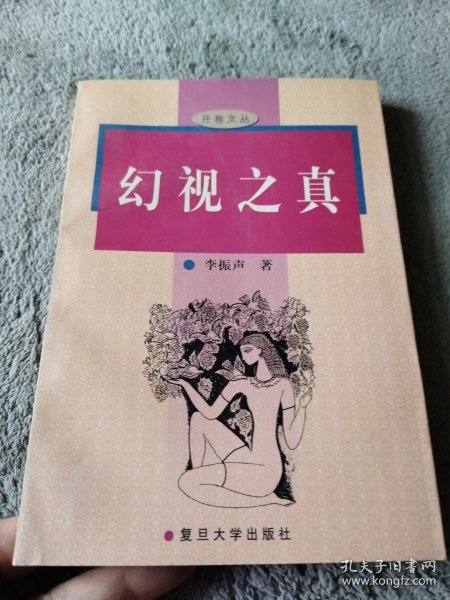 开卷文丛
幻视之真
李振声 著
复旦大学出版社
孔夫子旧书网
www.kongfz.com